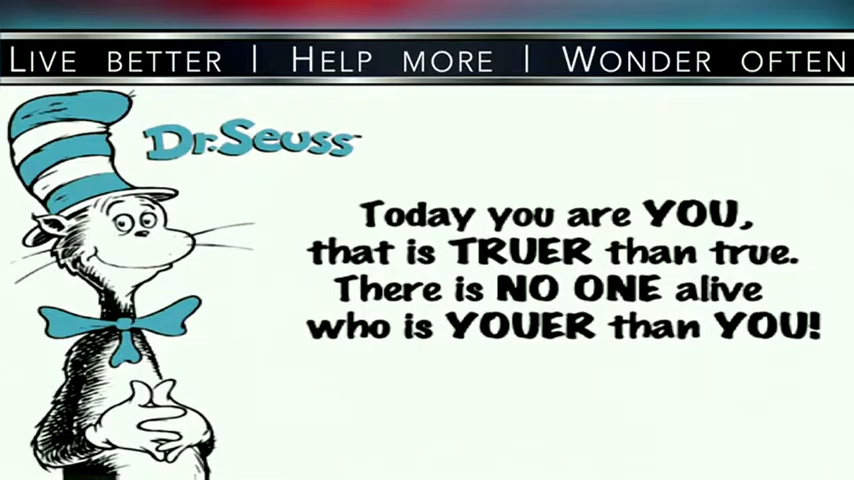 LIVE BETTER | HELP MORE | WONDER OFTEN
Dr. Seuss
Today you are YOU,
that is TRUER than true.
There is NO ONE alive
who is YOUER than YOU!